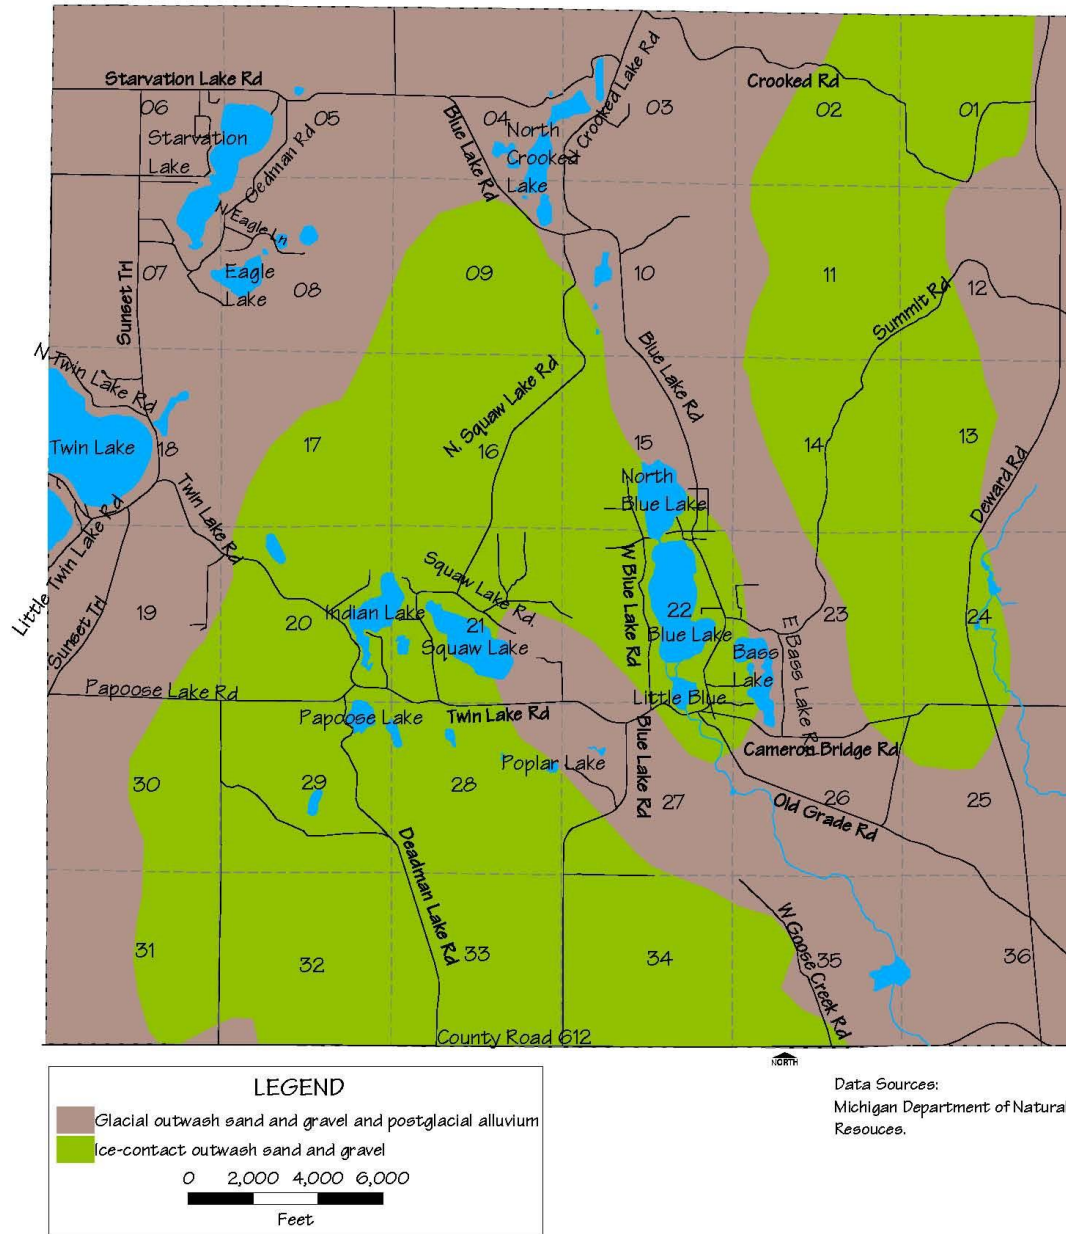 Starvation Lake Rd
Crooked Rd
N Crooked Lake Rd
06
05
04
03
02
01
Starvation
Lake
Gedman Rd
Blue Lake Rd
North
Crooked
Lake
N Eagle Ln
Sunset Trl
07
Eagle
Lake
08
09
10
11
12
Summit Rd
N Twin Lake Rd
N. Squaw Lake Rd
Blue Lake Rd
Twin Lake
18
17
16
15
14
13
North
Blue Lake
Deward Rd
Twin Lake Rd
Little Twin Lake Rd
Sunset Trl
Squaw Lake Rd
W Blue Lake Rd
19
20
Indian Lake
21
Squaw Lake
22
Blue Lake
23
24
E Bass Lake Rd
Bass
Lake
Papoose Lake Rd
Little Blue
Papoose Lake
Twin Lake Rd
Blue Lake Rd
Cameron Bridge Rd
Poplar Lake
30
29
28
27
26
25
Old Grade Rd
Deadman Lake Rd
W Goose Creek Rd
31
32
33
34
35
36
County Road 612
NORTH
LEGEND
Glacial outwash sand and gravel and postglacial alluvium
Ice-contact outwash sand and gravel
0 2,000 4,000 6,000
Feet
Data Sources:
Michigan Department of Natural
Resouces.